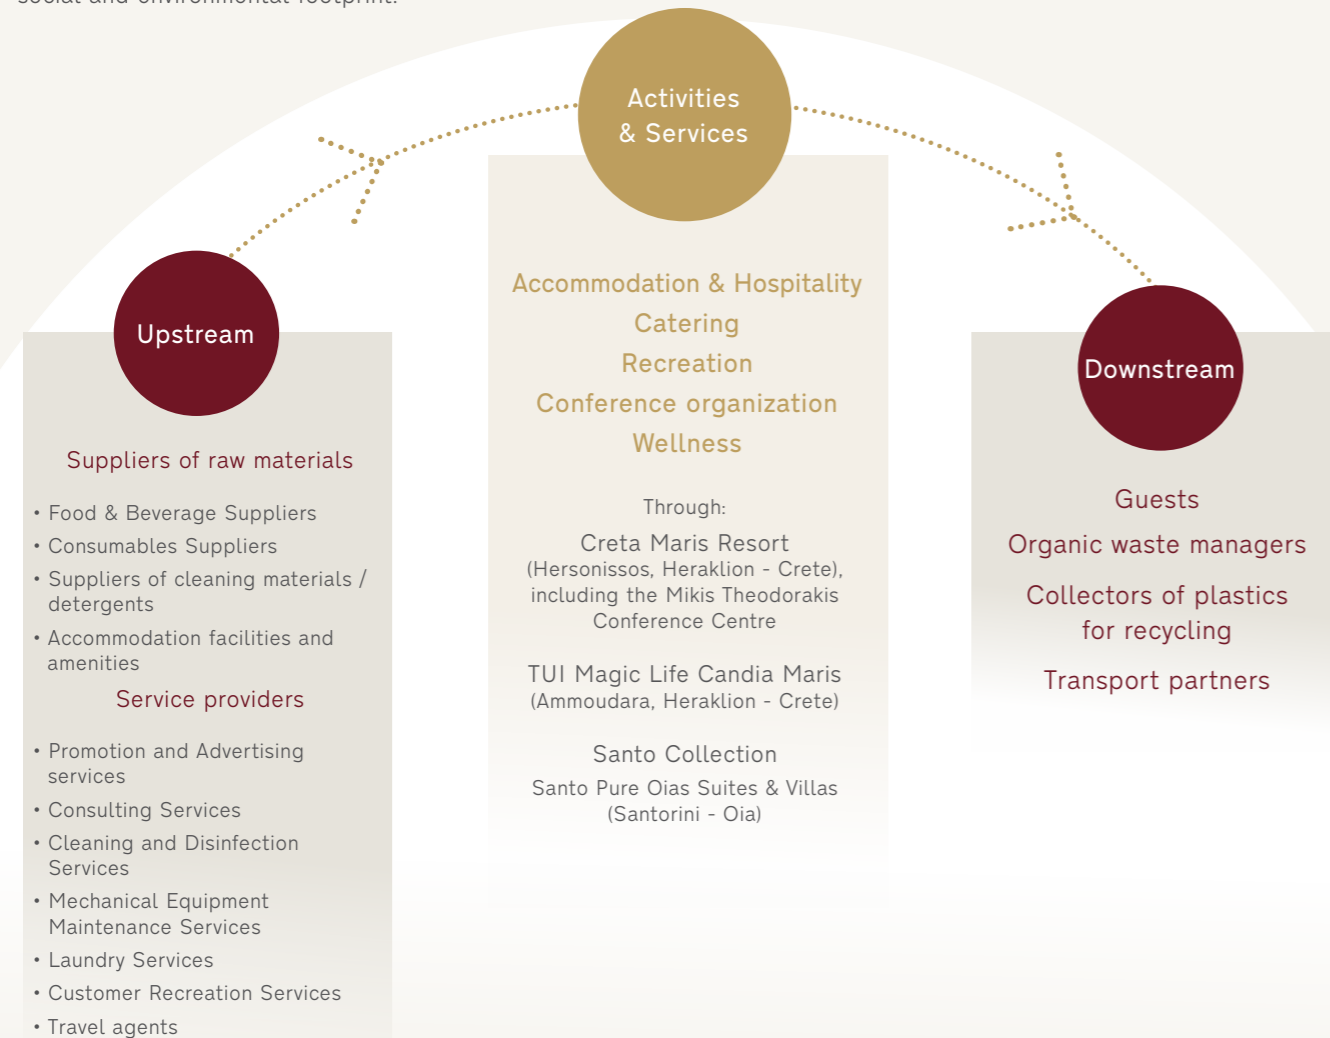 social and environmental footprint.
Upstream
Suppliers of raw materials
• Food & Beverage Suppliers
• Consumables Suppliers
• Suppliers of cleaning materials /
detergents
• Accommodation facilities and
amenities
Service providers
• Promotion and Advertising
services
• Consulting Services
• Cleaning and Disinfection
Services
• Mechanical Equipment
Maintenance Services
• Laundry Services
• Customer Recreation Services
• Travel agents
Activities
& Services
Accommodation & Hospitality
Catering
Recreation
Conference organization
Wellness
Through:
Creta Maris Resort
(Hersonissos, Heraklion - Crete),
including the Mikis Theodorakis
Conference Centre
TUI Magic Life Candia Maris
(Ammoudara, Heraklion - Crete)
Santo Collection
Santo Pure Oias Suites & Villas
(Santorini - Oia)
Downstream
Guests
Organic waste managers
Collectors of plastics
for recycling
Transport partners